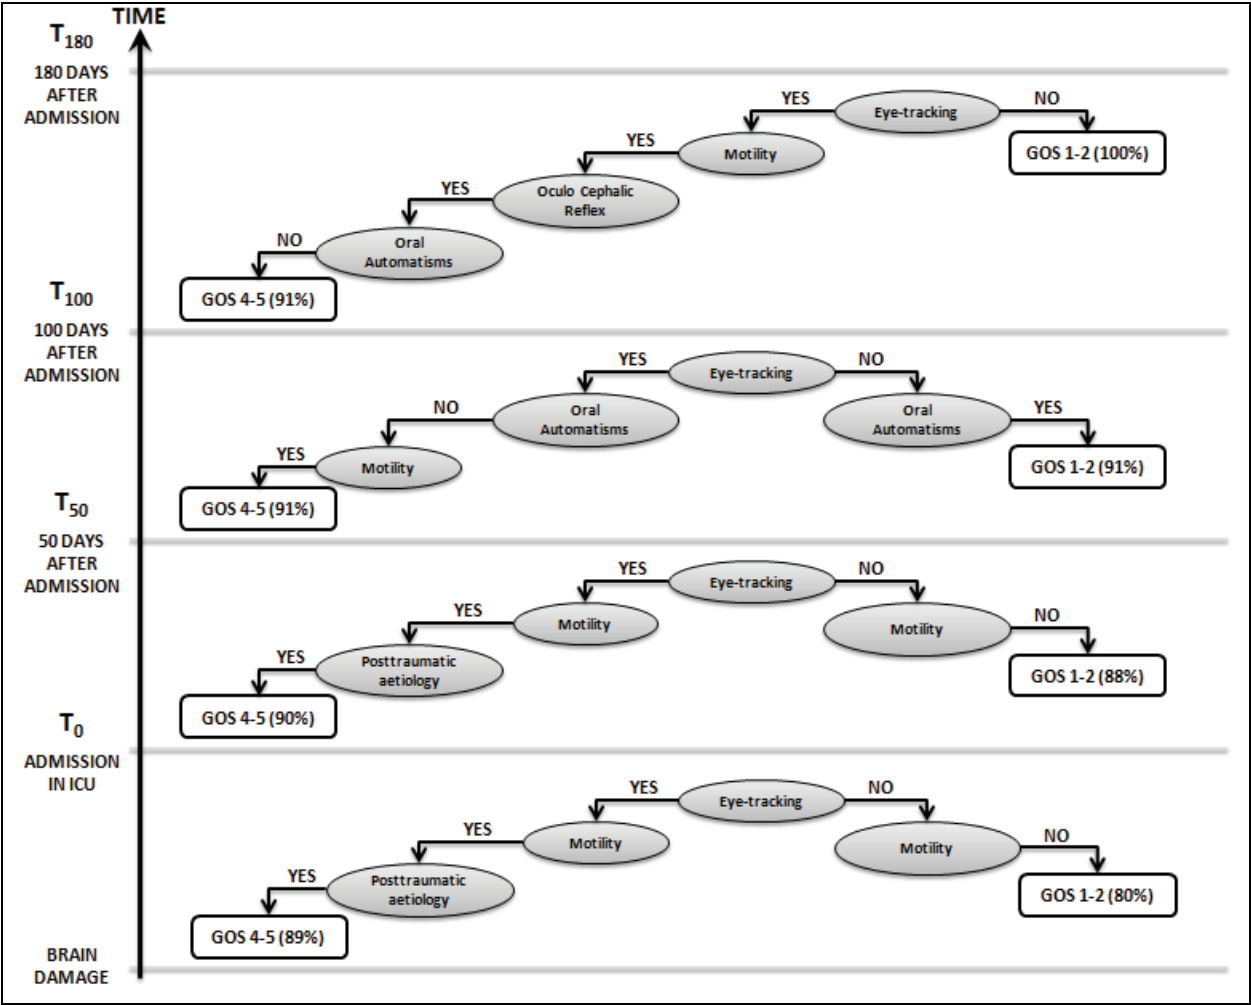 TIME
T180
180 DAYS
AFTER
ADMISSION
YES
Eye-tracking
NO
YES
Motility
GOS 1-2 (100%)
YES
Oculo Cephalic
Reflex
NO
Oral
Automatisms
GOS 4-5 (91%)
T100
100 DAYS
AFTER
ADMISSION
YES
Eye-tracking
NO
NO
Oral
Automatisms
Oral
Automatisms
YES
YES
Motility
GOS 1-2 (91%)
GOS 4-5 (91%)
T50
50 DAYS
AFTER
ADMISSION
YES
Eye-tracking
NO
YES
Motility
Motility
NO
YES
Posttraumatic
aetiology
GOS 1-2 (88%)
GOS 4-5 (90%)
T0
ADMISSION
IN ICU
YES
Eye-tracking
NO
YES
Motility
Motility
NO
YES
Posttraumatic
aetiology
GOS 1-2 (80%)
GOS 4-5 (89%)
BRAIN
DAMAGE